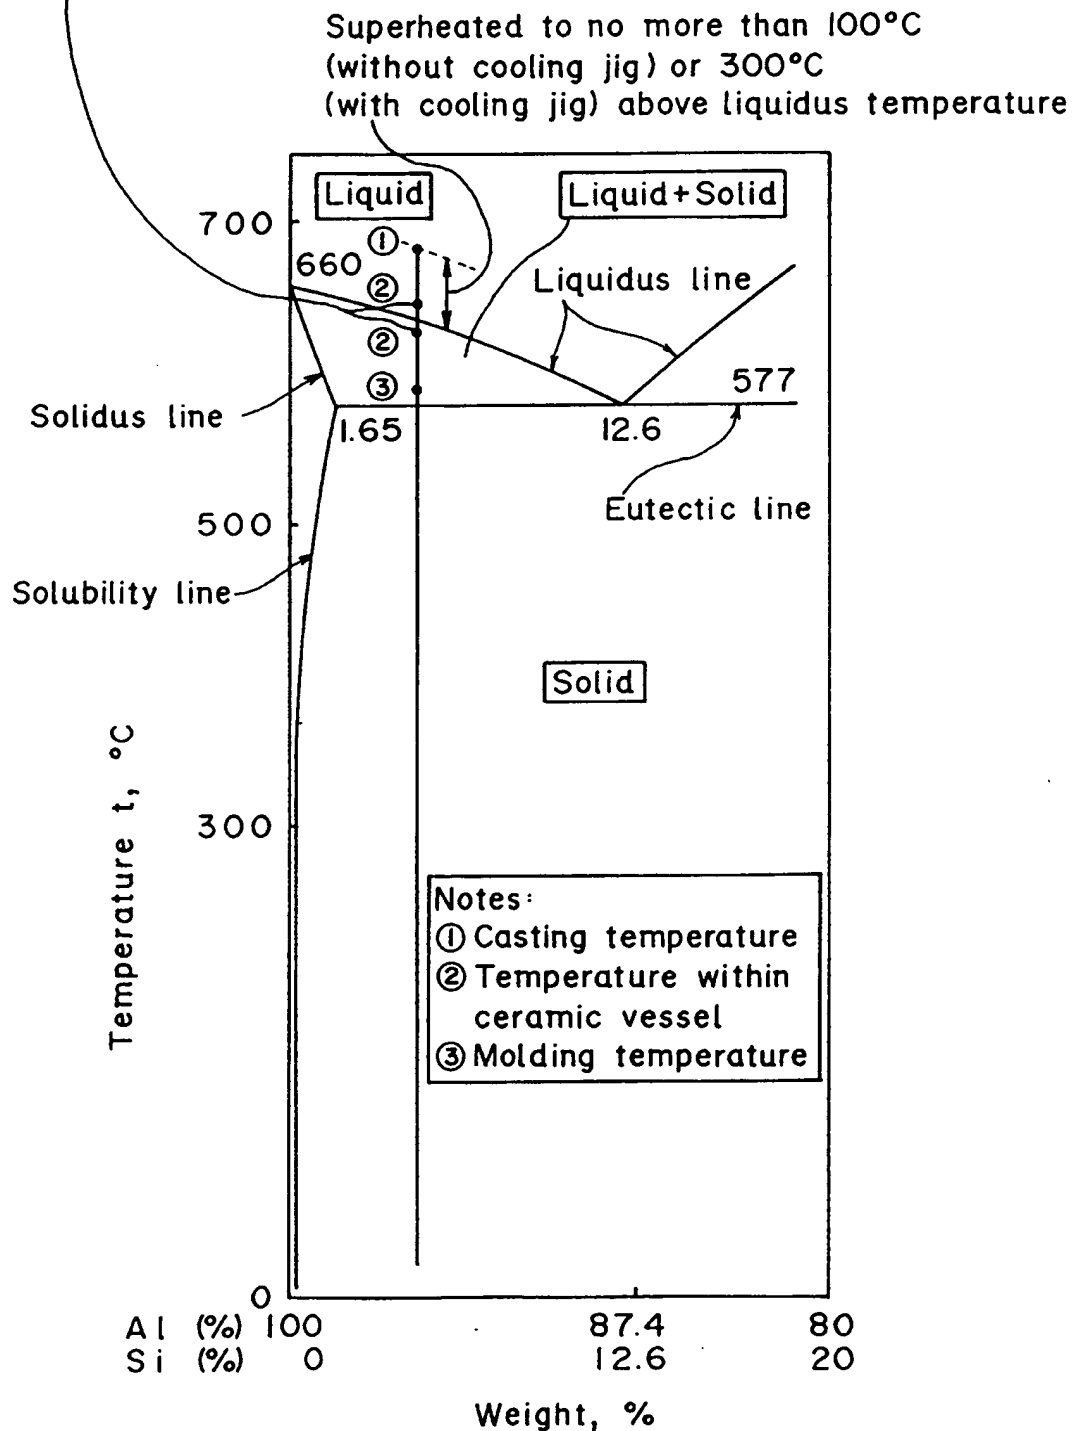 Superheated to no more than 100°C
(without cooling jig) or 300°C
(with cooling jig) above liquidus temperature
Liquid
Liquid+Solid
700
①
660
②
Liquidus line
②
③
577
Solidus line
1.65
12.6
Eutectic line
500
Solubility line
Solid
Temperature t, °C
300
Notes:
① Casting temperature
② Temperature within
ceramic vessel
③ Molding temperature
0
Al (%) 100 87.4 80
Si (%) 0 12.6 20
Weight, %